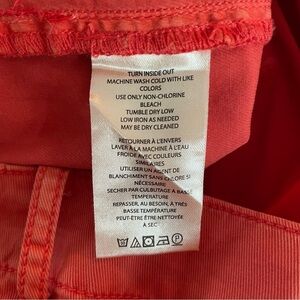 TURN INSIDE OUT
MACHINE WASH COLD WITH LIKE
COLORS
USE ONLY NON-CHLORINE
BLEACH
TUMBLE DRY LOW
LOW IRON AS NEEDED
MAY BE DRY CLEANED
RETOURNER À L'ENVERS
LAVER À LA MACHINE À L'EAU
FROIDE AVEC COULEURS
SIMILAIRES
UTILISER UN AGENT DE
BLANCHIMENT SANS CHLORE SI
NÉCESSAIRE
SECHER PAR CULBUTAGE A BASSE
TEMPÉRATURE
REPASSER, AU BESOIN, À TRÈS
BASSE TEMPÉRATURE
PEUT-ÊTRE ÊTRE NETTOYÉE
À SEC